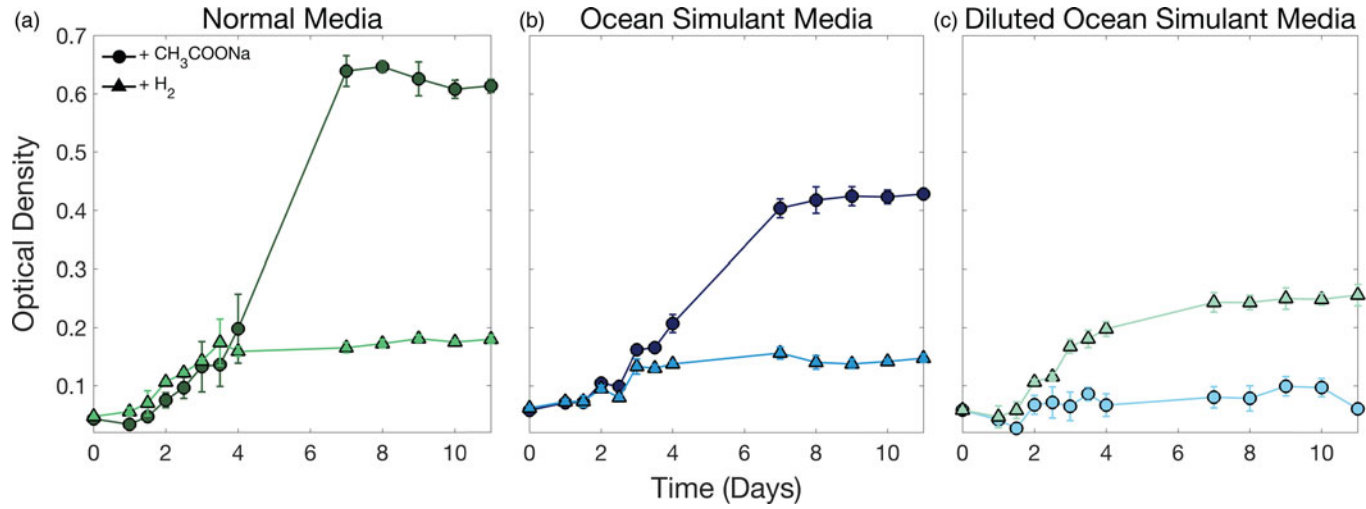 (a) Normal Media
(b) Ocean Simulant Media
(c) Diluted Ocean Simulant Media
+ CH₃COONa
+ H₂
Optical Density
0.7
0.6
0.5
0.4
0.3
0.2
0.1
0 2 4 6 8 10
0 2 4 6 8 10
0 2 4 6 8 10
Time (Days)